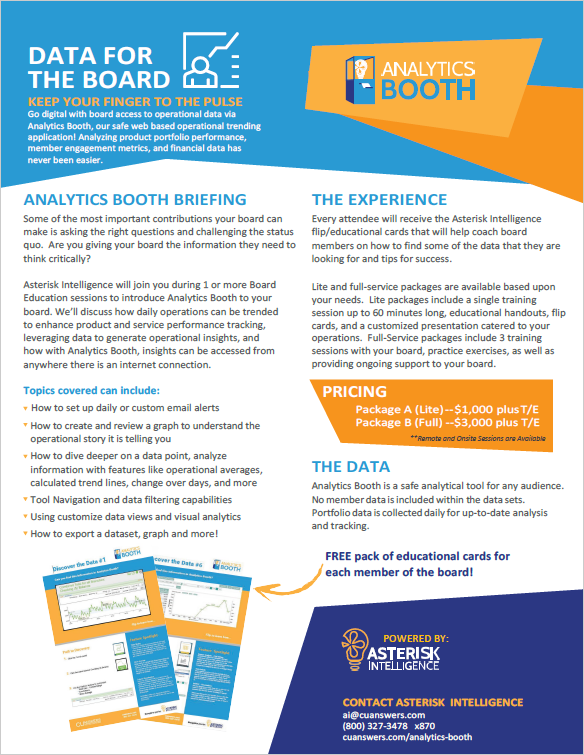 DATA FOR
THE BOARD
KEEP YOUR FINGER TO THE PULSE
Go digital with board access to operational data via
Analytics Booth, our safe web based operational trending
application! Analyzing product portfolio performance,
member engagement metrics, and financial data has
never been easier.
ANALYTICS
BOOTH
ANALYTICS BOOTH BRIEFING
Some of the most important contributions your board can
make is asking the right questions and challenging the status
quo.  Are you giving your board the information they need to
think critically?
Asterisk Intelligence will join you during 1 or more Board
Education sessions to introduce Analytics Booth to your
board. We'll discuss how daily operations can be trended
to enhance product and service performance tracking,
leveraging data to generate operational insights, and
how with Analytics Booth, insights can be accessed from
anywhere there is an internet connection.
Topics covered can include:
How to set up daily or custom email alerts
How to create and review a graph to understand the
operational story it is telling you
How to dive deeper on a data point, analyze
information with features like operational averages,
calculated trend lines, change over days, and more
Tool Navigation and data filtering capabilities
Using customize data views and visual analytics
How to export a dataset, graph and more!
Discover the Data #1
ANALYTICS
BOOTH
Discover the Data #6
BOOTH
CU*ANSWERS
THE EXPERIENCE
Every attendee will receive the Asterisk Intelligence
flip/educational cards that will help coach board
members on how to find some of the data that they are
looking for and tips for success.
Lite and full-service packages are available based upon
your needs.  Lite packages include a single training
session up to 60 minutes long, educational handouts, flip
cards, and a customized presentation catered to your
operations.  Full-Service packages include 3 training
sessions with your board, practice exercises, as well as
providing ongoing support to your board.
PRICING
Package A (Lite)--$1,000 plus T/E
Package B (Full)--$3,000 plus T/E
**Remote and Onsite Sessions are Available
THE DATA
Analytics Booth is a safe analytical tool for any audience.
No member data is included within the data sets.
Portfolio data is collected daily for up-to-date analysis
and tracking.
FREE pack of educational cards for
each member of the board!
POWERED BY:
ASTERISK
INTELLIGENCE
CONTACT ASTERISK  INTELLIGENCE
ai@cuanswers.com
(800) 327-3478  x870
cuanswers.com/analytics-booth